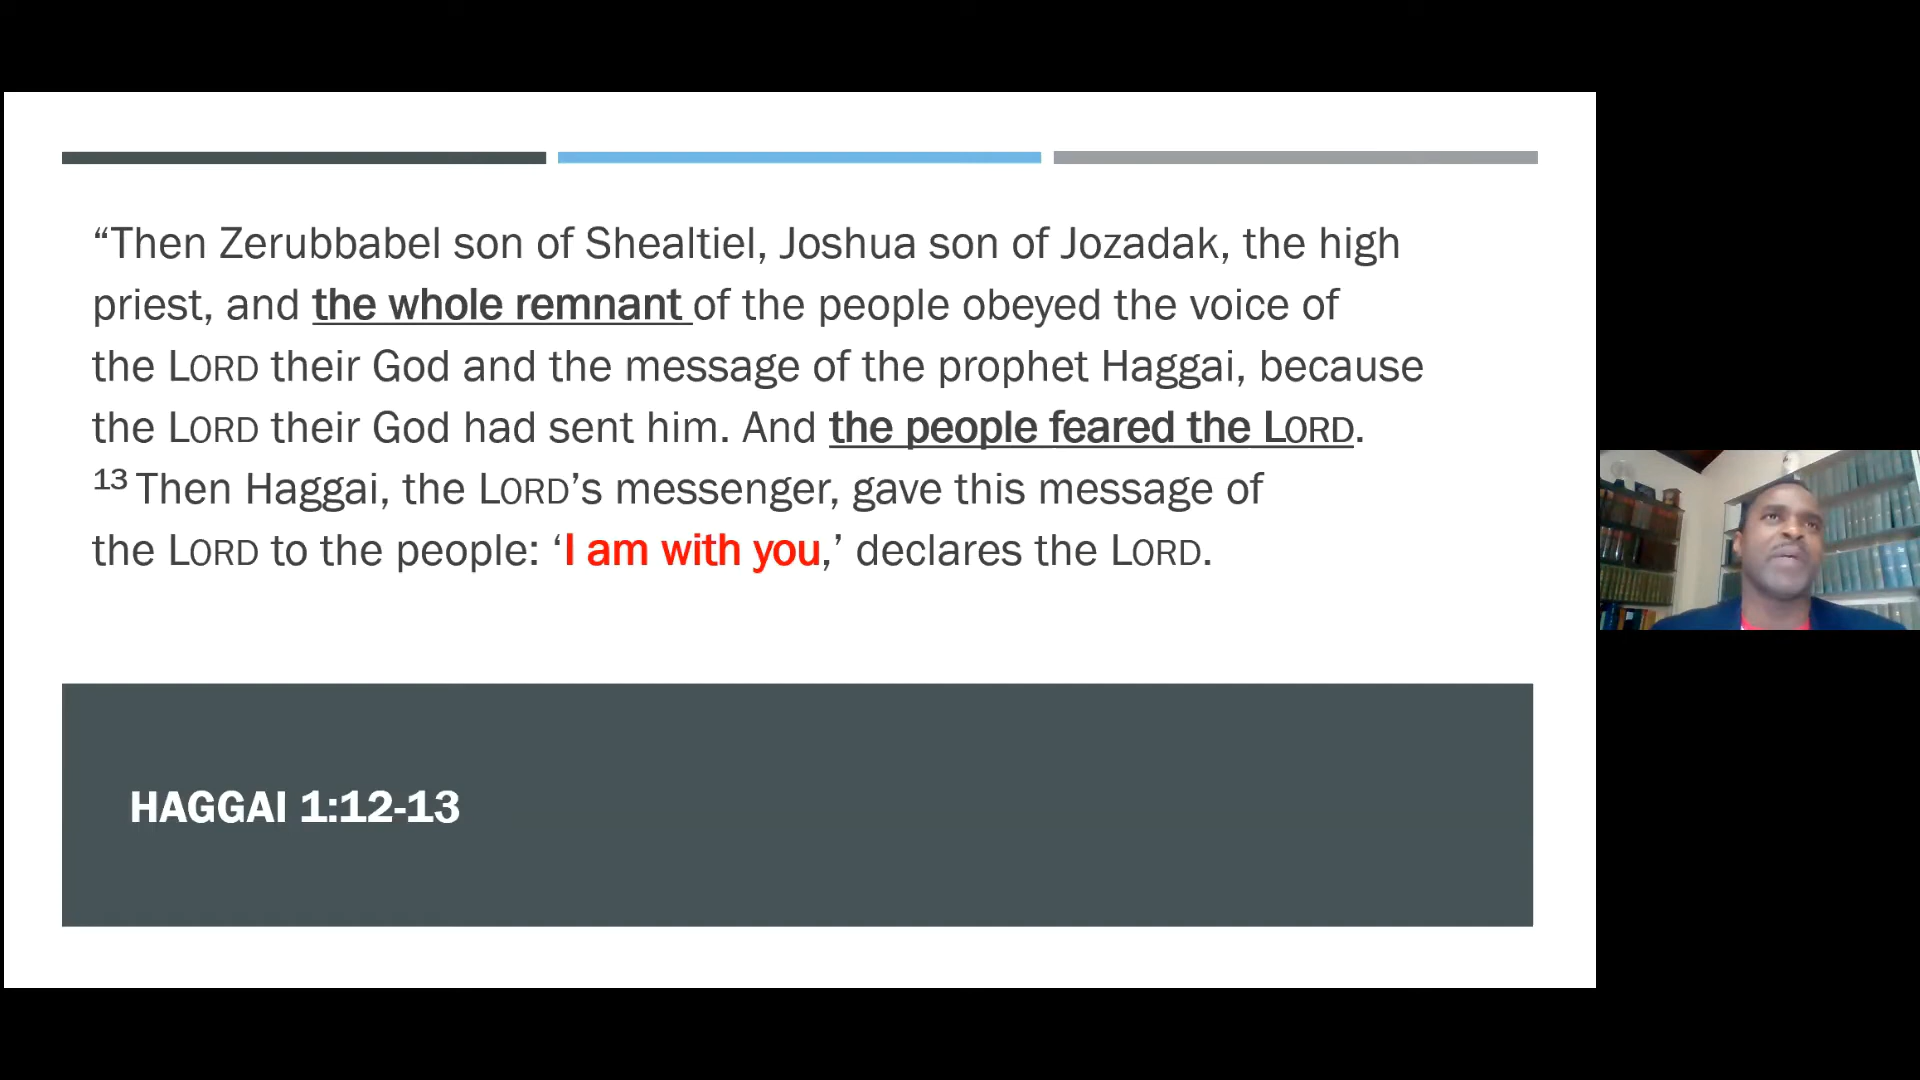 “Then Zerubbabel son of Shealtiel, Joshua son of Jozadak, the high
priest, and the whole remnant of the people obeyed the voice of
the LORD their God and the message of the prophet Haggai, because
the LORD their God had sent him. And the people feared the LORD.
13 Then Haggai, the LORD’s messenger, gave this message of
the LORD to the people: ‘I am with you,’ declares the LORD.
HAGGAI 1:12-13